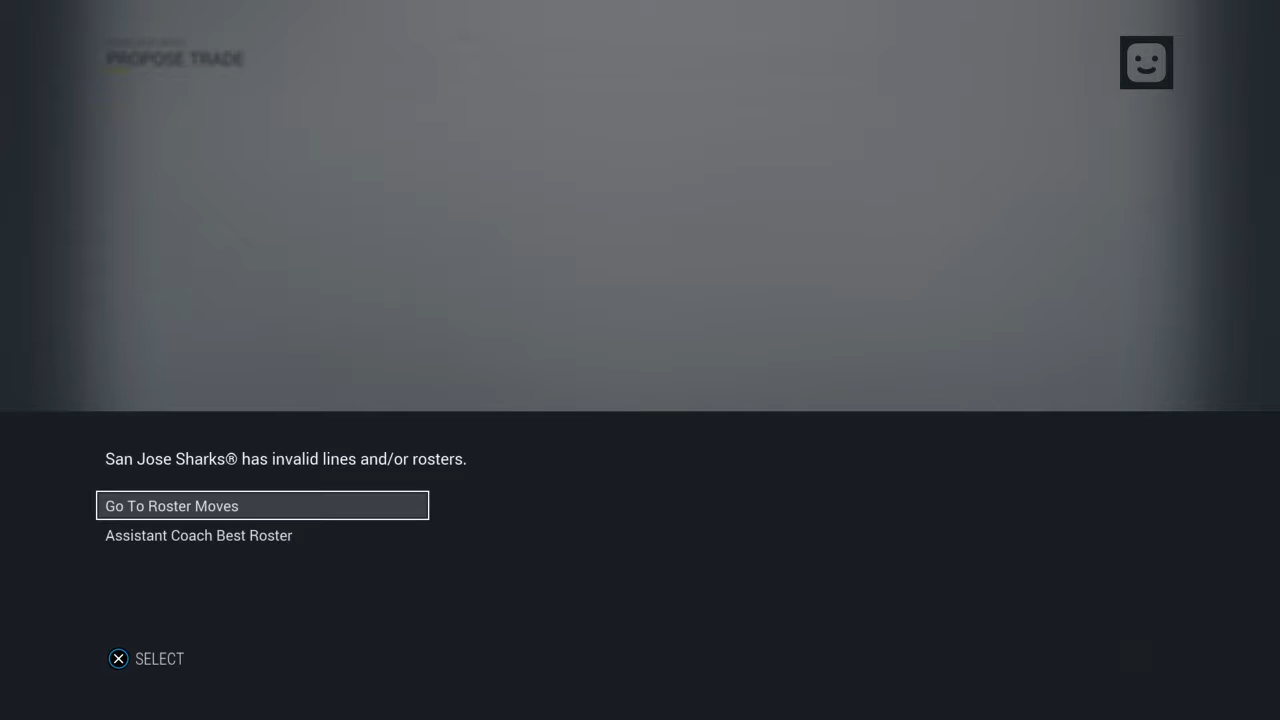 PROPOSE TRADE
San Jose Sharks® has invalid lines and/or rosters.
Go To Roster Moves
Assistant Coach Best Roster
SELECT